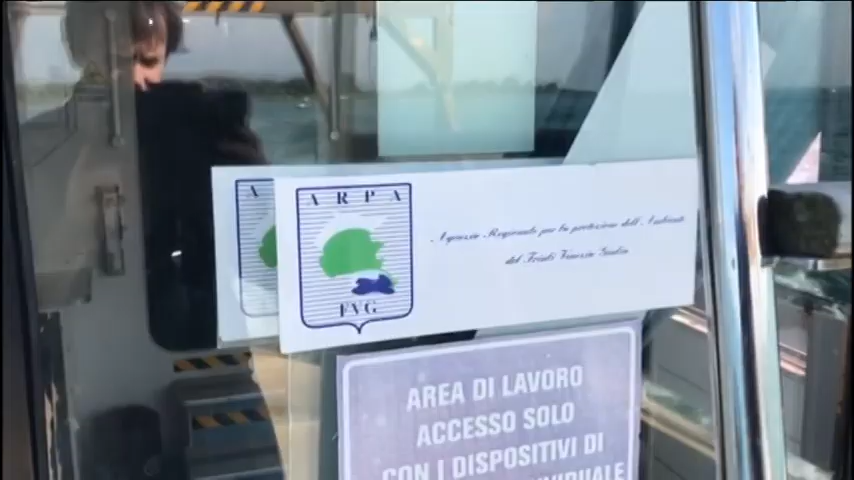 A
A R P A
FVG
Agenzia Regionale per la protezione dell'Ambiente
del Friuli Venezia Giulia
AREA DI LAVORO
ACCESSO SOLO
CON I DISPOSITIVI DI